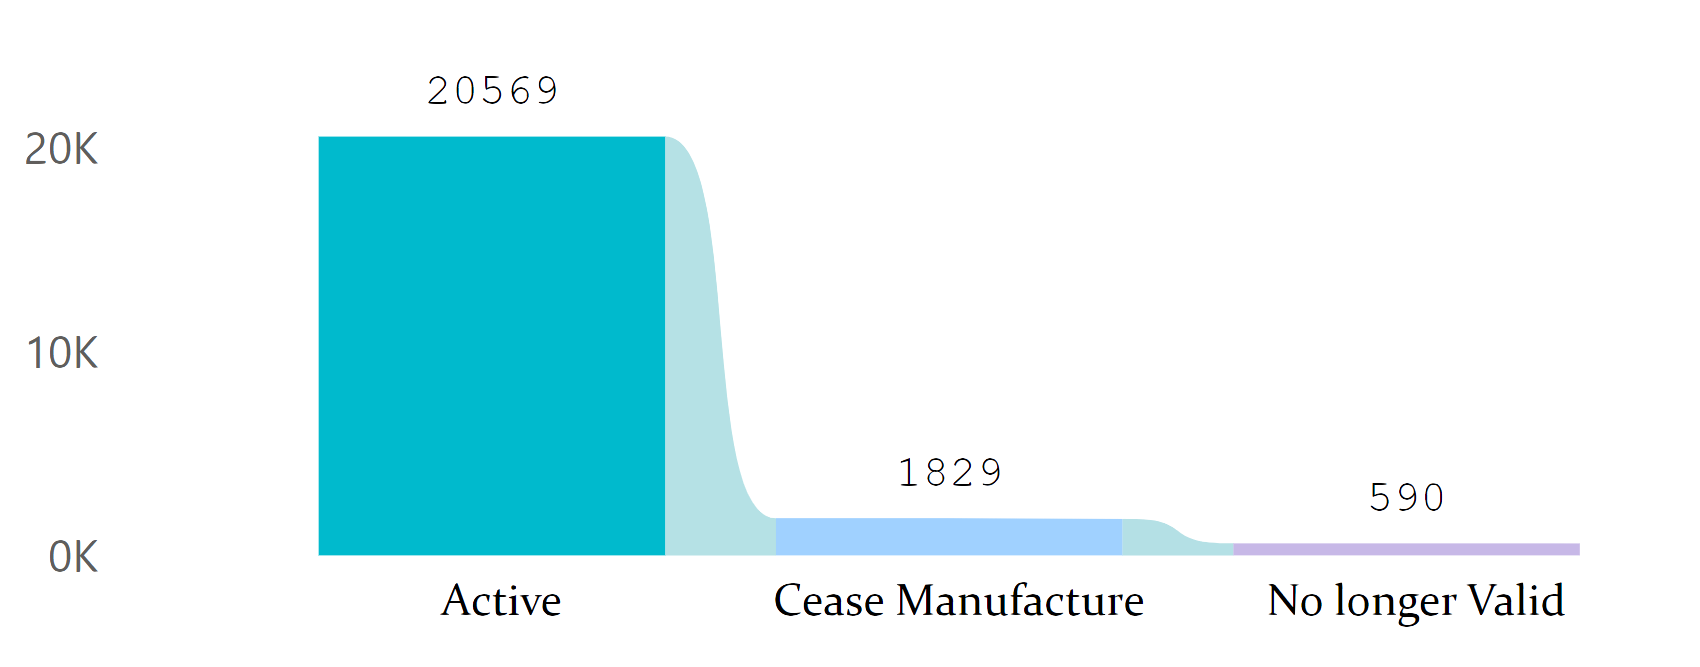 20569
20K
10K
1829
590
0K
Active
Cease Manufacture
No longer Valid